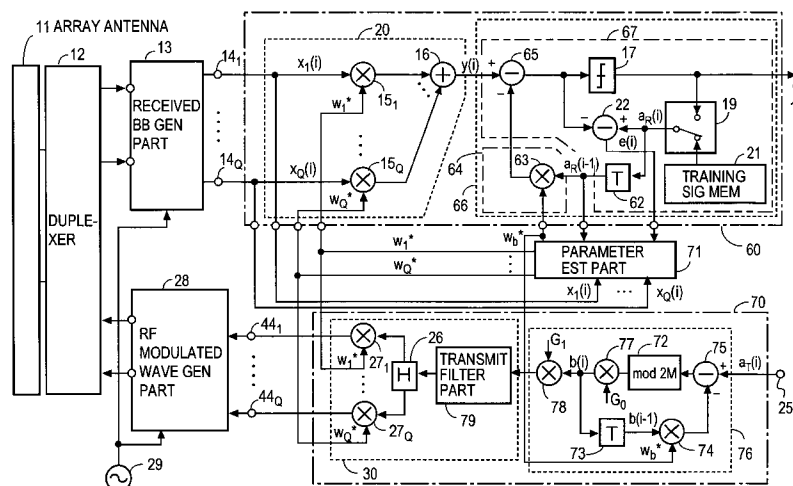 11 ARRAY ANTENNA
12
13
14₁
20
16
y(i)
65
67
17
x₁(i)
15₁
w₁*
RECEIVED
BB GEN
PART
+
−
−
−
+
22
a_R(i)
e(i)
19
15_Q
x_Q(i)
14_Q
w_Q*
64
63
a_R(i-1)
T
62
21
TRAINING
SIG MEM
66
60
DUPLE-
XER
w₁*
w_Q*
w_b*
PARAMETER
EST PART
71
x₁(i)
x_Q(i)
70
28
RF
MODULATED
WAVE GEN
PART
44₁
44_Q
27₁
w₁*
26
H
27_Q
w_Q*
TRANSMIT
FILTER
PART
79
G₁
78
b(i)
77
G₀
72
mod 2M
75
+
−
a_T(i)
25
T
73
b(i-1)
74
w_b*
76
29
30